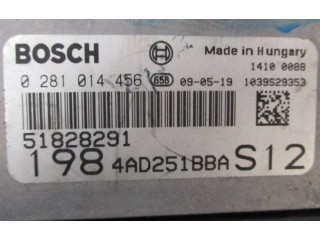 BOSCH
Made in Hungary
1410 0088
0 281 014 456 658 09-05-19 1039S29353
51828291
198 4AD251BBA S12